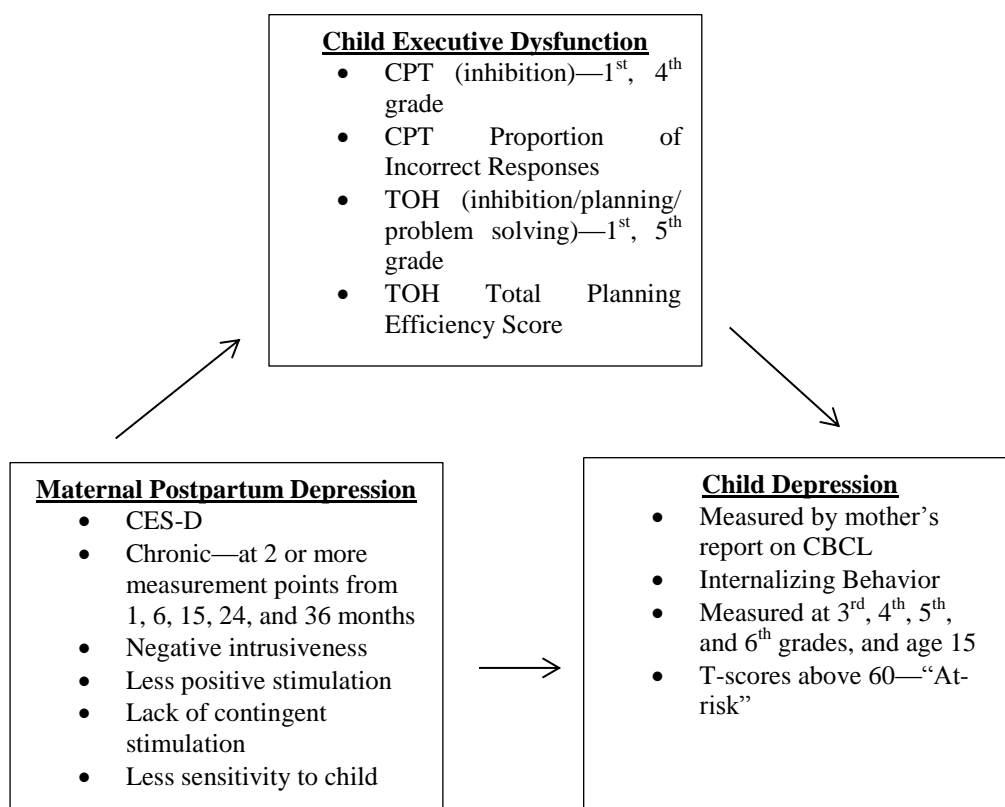 Child Executive Dysfunction
• CPT (inhibition)—1st, 4th
grade
• CPT Proportion of
Incorrect Responses
• TOH (inhibition/planning/
problem solving)—1st, 5th
grade
• TOH Total Planning
Efficiency Score
Maternal Postpartum Depression
• CES-D
• Chronic—at 2 or more
measurement points from
1, 6, 15, 24, and 36 months
• Negative intrusiveness
• Less positive stimulation
• Lack of contingent
stimulation
• Less sensitivity to child
Child Depression
• Measured by mother’s
report on CBCL
• Internalizing Behavior
• Measured at 3rd, 4th, 5th,
and 6th grades, and age 15
• T-scores above 60—“At-
risk”